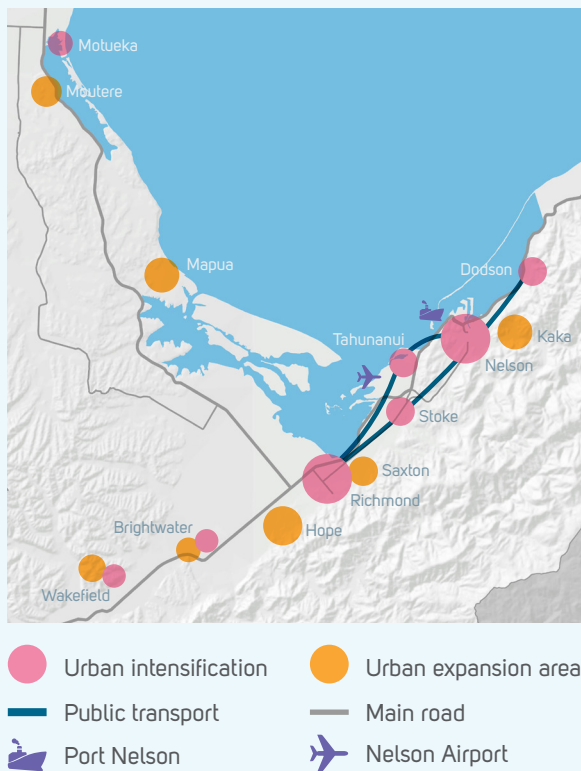 Motueka
Moutere
Mapua
Dodson
Kaka
Tahunanui
Nelson
Stoke
Saxton
Richmond
Brightwater
Hope
Wakefield
Urban intensification
Urban expansion area
Public transport
Main road
Port Nelson
Nelson Airport